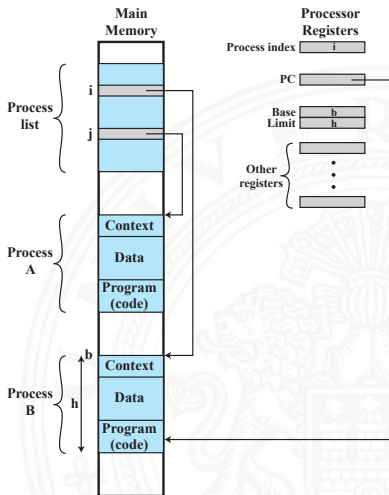 Main
Memory
Processor
Registers
Process index
i
PC
Base
b
Limit
h
Other
registers
Process
list
i
j
Process
A
Context
Data
Program
(code)
Process
B
b
h
Context
Data
Program
(code)